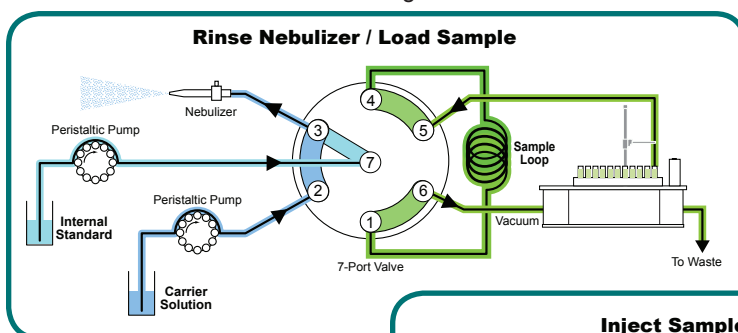 Rinse Nebulizer / Load Sample
Nebulizer
Peristaltic Pump
Internal
Standard
Peristaltic Pump
Carrier
Solution
3
2
7
4
5
6
1
7-Port Valve
Sample
Loop
Vacuum
To Waste
Inject Sample